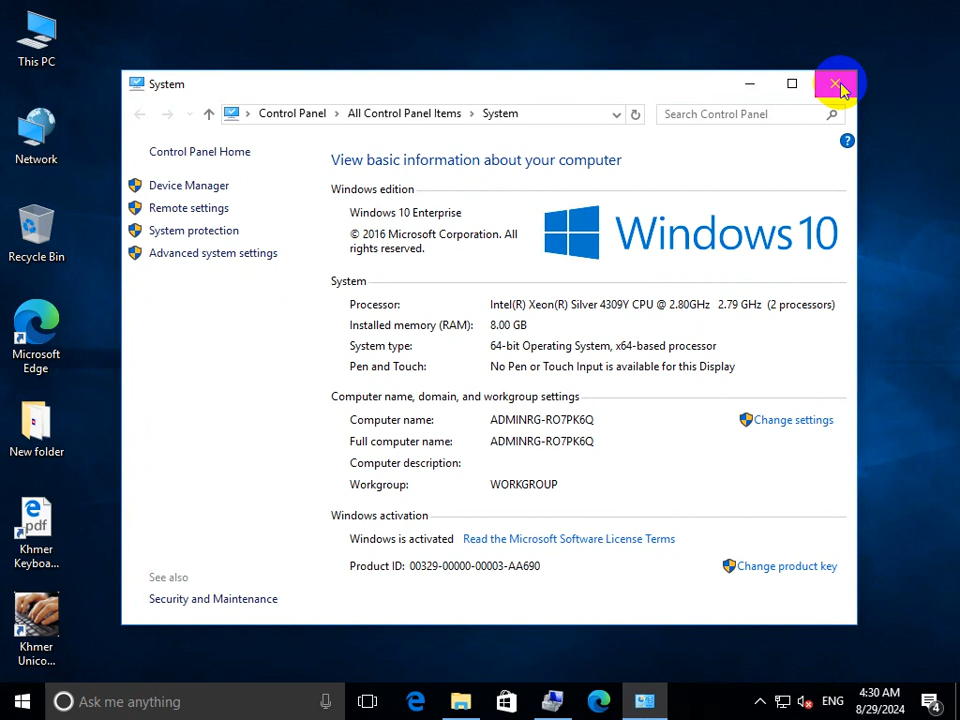 This PC
Network
Recycle Bin
Microsoft
Edge
New folder
Khmer
Keyboa...
Khmer
Unico...
System
Control Panel
All Control Panel Items
System
Search Control Panel
Control Panel Home
Device Manager
Remote settings
System protection
Advanced system settings
See also
Security and Maintenance
View basic information about your computer
Windows edition
Windows 10 Enterprise
© 2016 Microsoft Corporation. All
rights reserved.
Windows 10
System
Processor: Intel(R) Xeon(R) Silver 4309Y CPU @ 2.80GHz 2.79 GHz (2 processors)
Installed memory (RAM): 8.00 GB
System type: 64-bit Operating System, x64-based processor
Pen and Touch: No Pen or Touch Input is available for this Display
Computer name, domain, and workgroup settings
Computer name: ADMINRG-RO7PK6Q Change settings
Full computer name: ADMINRG-RO7PK6Q
Computer description:
Workgroup: WORKGROUP
Windows activation
Windows is activated Read the Microsoft Software License Terms
Product ID: 00329-00000-00003-AA690 Change product key
Ask me anything
ENG
4:30 AM
8/29/2024
4
pdf
?